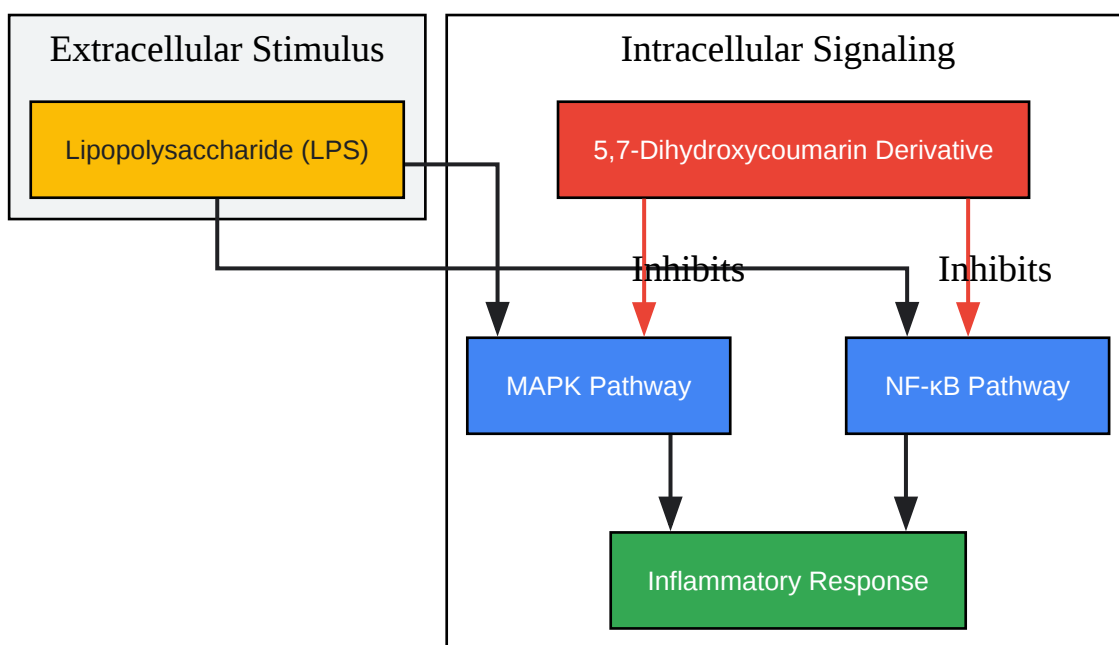 Extracellular Stimulus
Intracellular Signaling
Lipopolysaccharide (LPS)
5,7-Dihydroxycoumarin Derivative
Inhibits
Inhibits
MAPK Pathway
NF-κB Pathway
Inflammatory Response